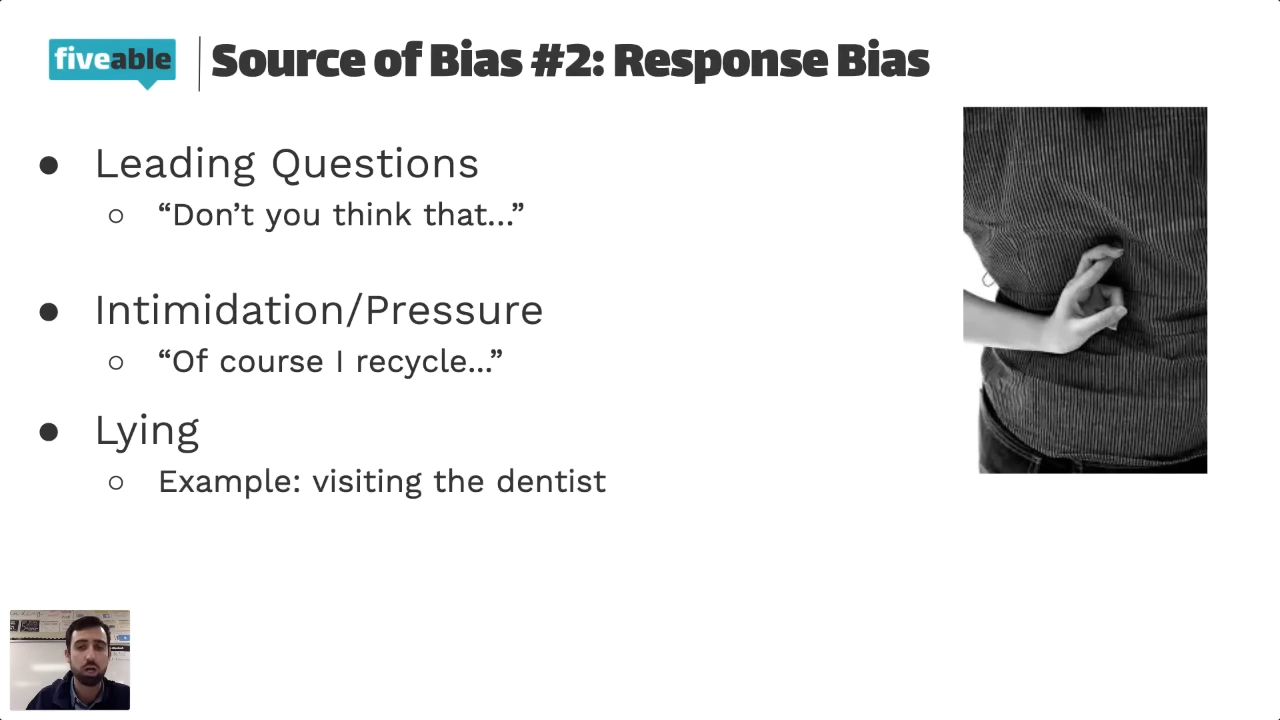 fiveable
Source of Bias #2: Response Bias
● Leading Questions
○ “Don’t you think that...”
● Intimidation/Pressure
○ “Of course I recycle...”
● Lying
○ Example: visiting the dentist